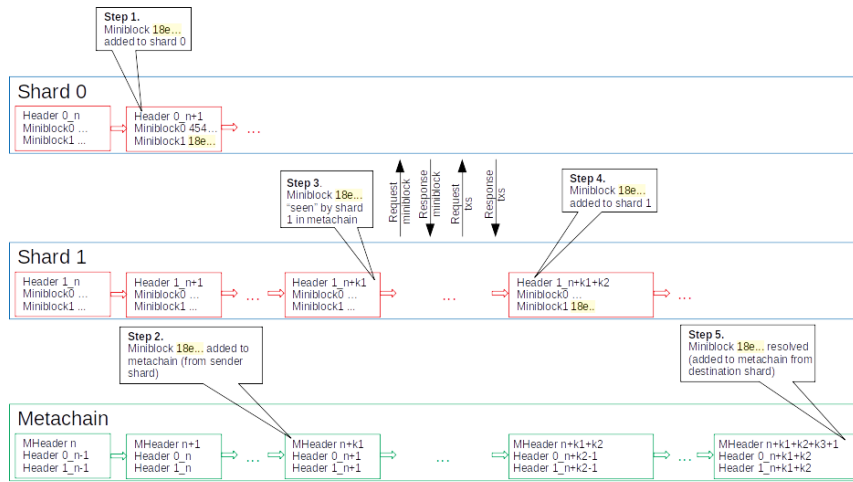 Step 1.
Miniblock 18e...
added to shard 0
Shard 0
Header 0_n
Miniblock0 ...
Miniblock1 ...
Header 0_n+1
Miniblock0 454...
Miniblock1 18e...
...
Step 3.
Miniblock 18e...
“seen” by shard
1 in metachain
Request
miniblock
Response
miniblock
Request
txs
Response
txs
Step 4.
Miniblock 18e...
added to shard 1
Shard 1
Header 1_n
Miniblock0 ...
Miniblock1 ...
Header 1_n+1
Miniblock0 ...
Miniblock1 ...
...
Header 1_n+k1
Miniblock0 ...
Miniblock1 ...
...
Header 1_n+k1+k2
Miniblock0 ...
Miniblock1 18e..
...
Step 2.
Miniblock 18e... added to
metachain (from sender
shard)
Step 5.
Miniblock 18e... resolved
(added to metachain from
destination shard)
Metachain
MHeader n
Header 0_n-1
Header 1_n-1
MHeader n+1
Header 0_n
Header 1_n
...
MHeader n+k1
Header 0_n+1
Header 1_n+1
...
MHeader n+k1+k2
Header 0_n+k2-1
Header 1_n+k2-1
...
MHeader n+k1+k2+k3+1
Header 0_n+k1+k2
Header 1_n+k1+k2